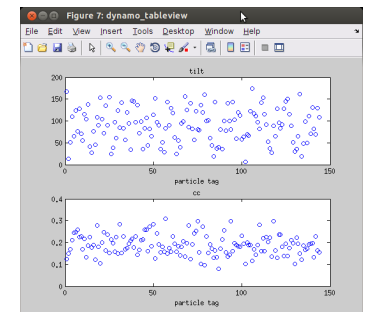 Figure 7: dynamo_tableview
File Edit View Insert Tools Desktop Window Help
tilt
200
150
100
50
0
0 50 100 150
particle tag
cc
0,4
0,3
0,2
0,1
0
0 50 100 150
particle tag